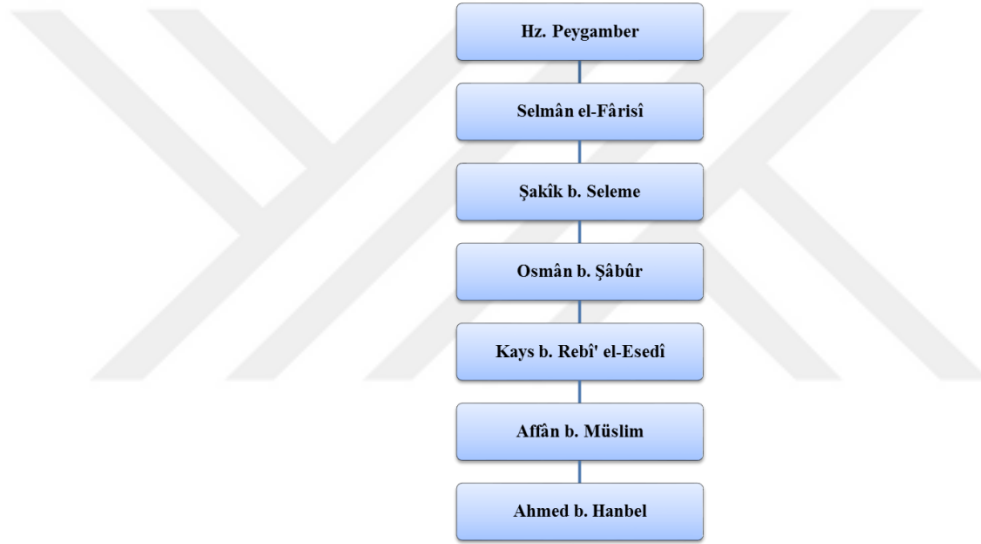 Hz. Peygamber
Selmân el-Fârisî
Şakîk b. Seleme
Osmân b. Şâbûr
Kays b. Rebî' el-Esedî
Affân b. Müslim
Ahmed b. Hanbel